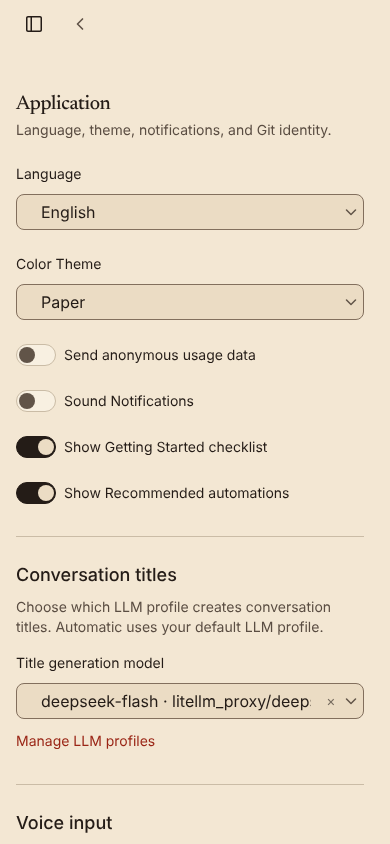 Application
Language, theme, notifications, and Git identity.
Language
English
Color Theme
Paper
Send anonymous usage data
Sound Notifications
Show Getting Started checklist
Show Recommended automations
Conversation titles
Choose which LLM profile creates conversation
titles. Automatic uses your default LLM profile.
Title generation model
deepseek-flash · litellm_proxy/deep
Manage LLM profiles
Voice input